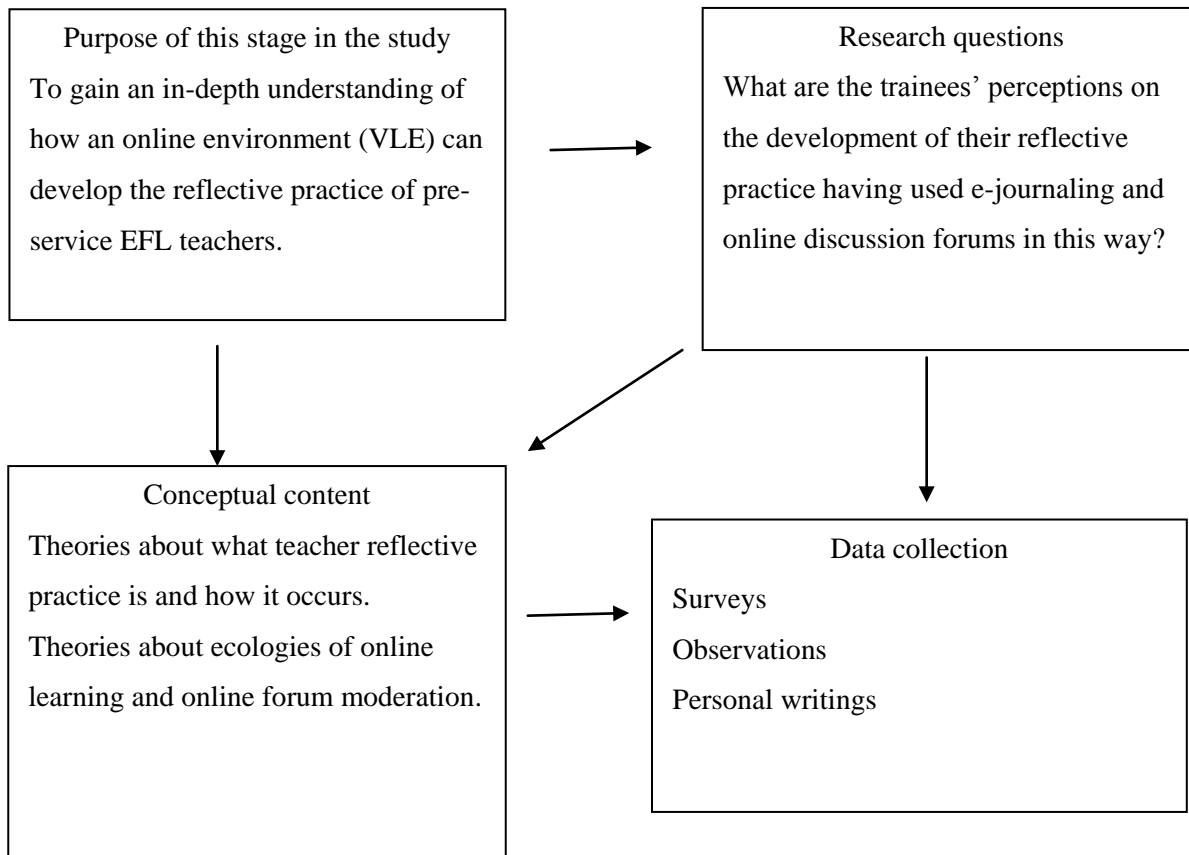 Purpose of this stage in the study
To gain an in-depth understanding of
how an online environment (VLE) can
develop the reflective practice of pre-
service EFL teachers.
Research questions
What are the trainees’ perceptions on
the development of their reflective
practice having used e-journaling and
online discussion forums in this way?
Conceptual content
Theories about what teacher reflective
practice is and how it occurs.
Theories about ecologies of online
learning and online forum moderation.
Data collection
Surveys
Observations
Personal writings